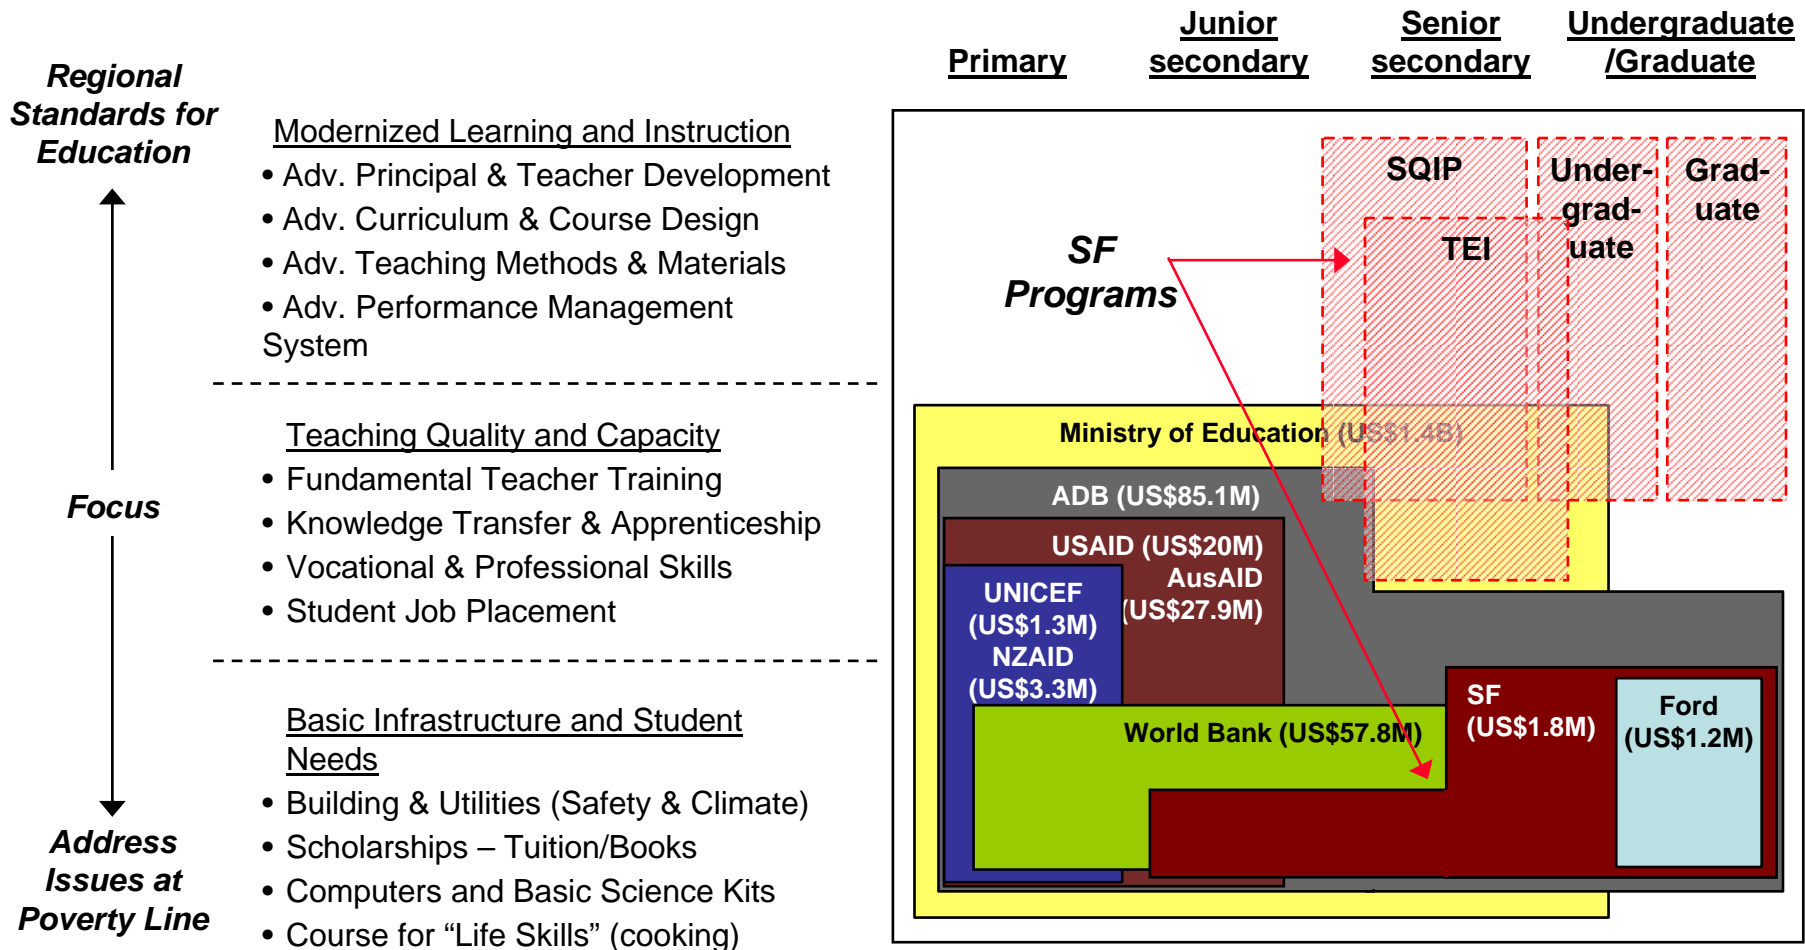 Regional
Standards for
Education
Focus
Address
Issues at
Poverty Line
Modernized Learning and Instruction
• Adv. Principal & Teacher Development
• Adv. Curriculum & Course Design
• Adv. Teaching Methods & Materials
• Adv. Performance Management
System
Teaching Quality and Capacity
• Fundamental Teacher Training
• Knowledge Transfer & Apprenticeship
• Vocational & Professional Skills
• Student Job Placement
Basic Infrastructure and Student
Needs
• Building & Utilities (Safety & Climate)
• Scholarships – Tuition/Books
• Computers and Basic Science Kits
• Course for “Life Skills” (cooking)
Primary
Junior
secondary
Senior
secondary
Undergraduate
/Graduate
SQIP
Under-
grad-
uate
Grad-
uate
TEI
SF
Programs
Ministry of Education (US$1.4B)
ADB (US$85.1M)
USAID (US$20M)
AusAID
(US$27.9M)
UNICEF
(US$1.3M)
NZAID
(US$3.3M)
World Bank (US$57.8M)
SF
(US$1.8M)
Ford
(US$1.2M)